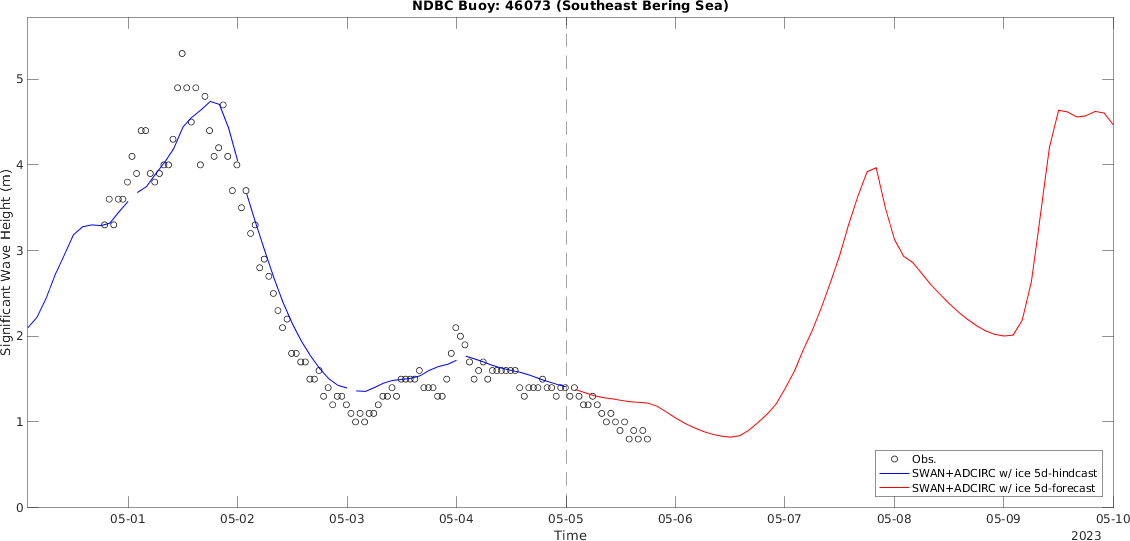 NDBC Buoy: 46073 (Southeast Bering Sea)
Significant Wave Height (m)
5
4
3
2
1
0
05-01
05-02
05-03
05-04
05-05
05-06
05-07
05-08
05-09
05-10
Time
2023
Obs.
SWAN+ADCIRC w/ ice 5d-hindcast
SWAN+ADCIRC w/ ice 5d-forecast